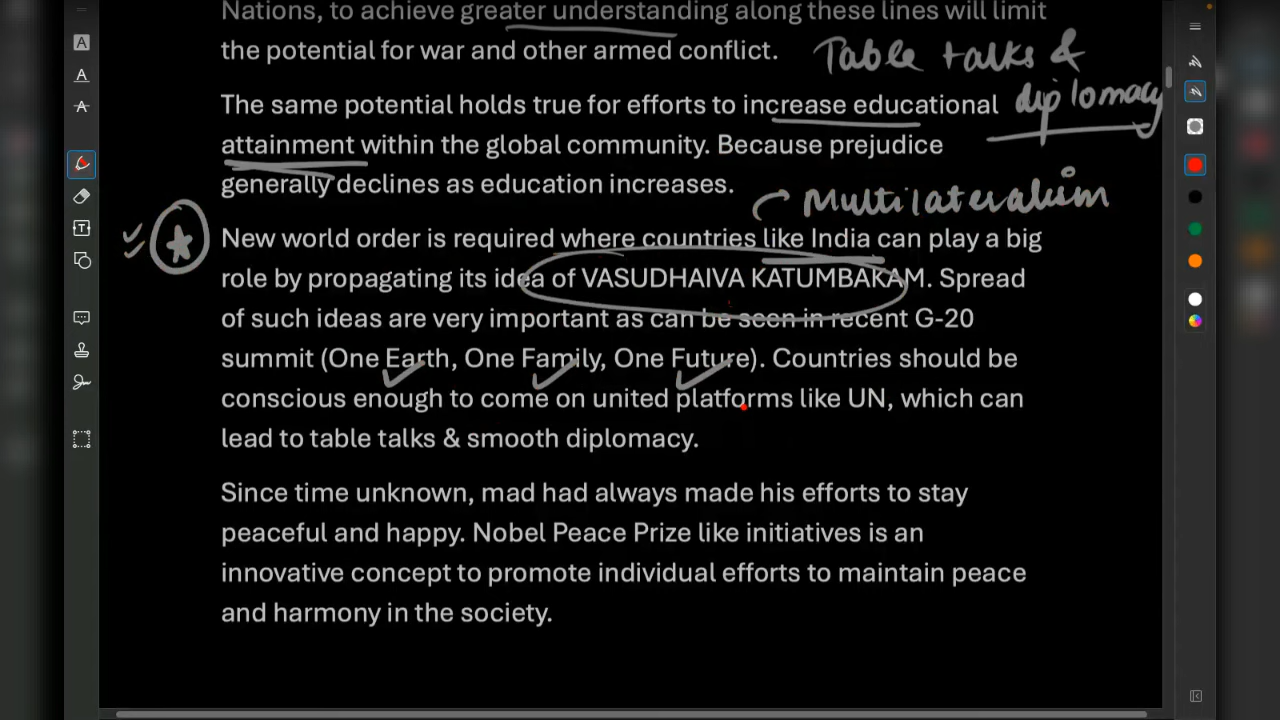 Nations, to achieve greater understanding along these lines will limit
the potential for war and other armed conflict.
Table talks &
diplomacy
The same potential holds true for efforts to increase educational
attainment within the global community. Because prejudice
generally declines as education increases.
Multilateralism
New world order is required where countries like India can play a big
role by propagating its idea of VASUDHAIVA KATUMBAKAM. Spread
of such ideas are very important as can be seen in recent G-20
summit (One Earth, One Family, One Future). Countries should be
conscious enough to come on united platforms like UN, which can
lead to table talks & smooth diplomacy.
Since time unknown, mad had always made his efforts to stay
peaceful and happy. Nobel Peace Prize like initiatives is an
innovative concept to promote individual efforts to maintain peace
and harmony in the society.